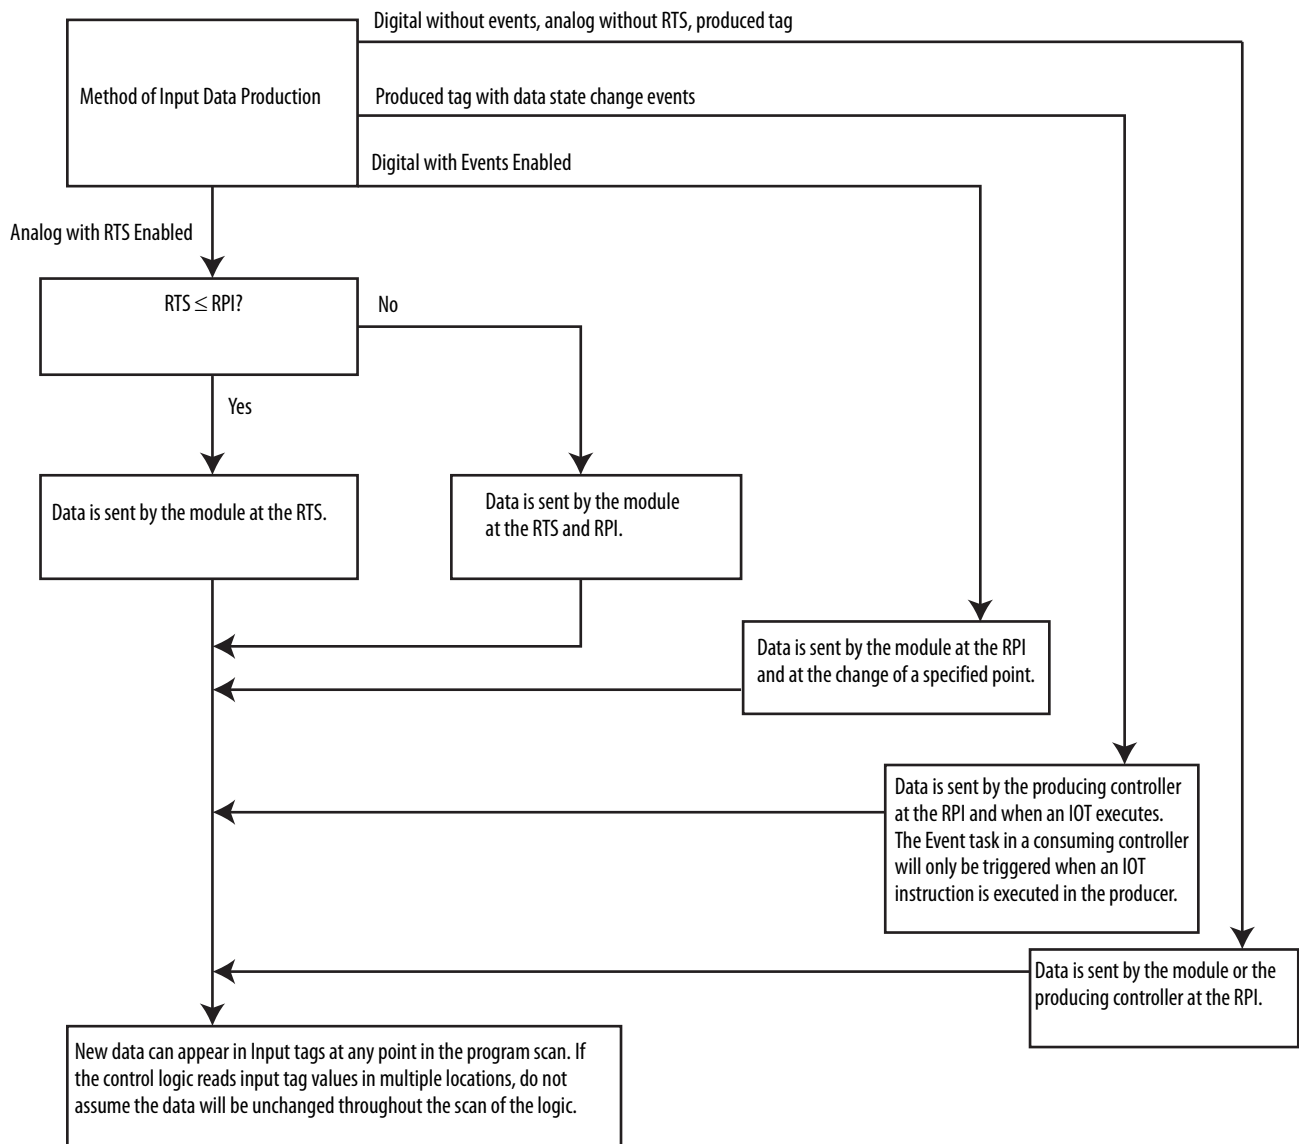 Digital without events, analog without RTS, produced tag
Method of Input Data Production
Produced tag with data state change events
Digital with Events Enabled
Analog with RTS Enabled
RTS ≤ RPI?
No
Yes
Data is sent by the module at the RTS.
Data is sent by the module
at the RTS and RPI.
Data is sent by the module at the RPI
and at the change of a specified point.
Data is sent by the producing controller
at the RPI and when an IOT executes.
The Event task in a consuming controller
will only be triggered when an IOT
instruction is executed in the producer.
Data is sent by the module or the
producing controller at the RPI.
New data can appear in Input tags at any point in the program scan. If
the control logic reads input tag values in multiple locations, do not
assume the data will be unchanged throughout the scan of the logic.